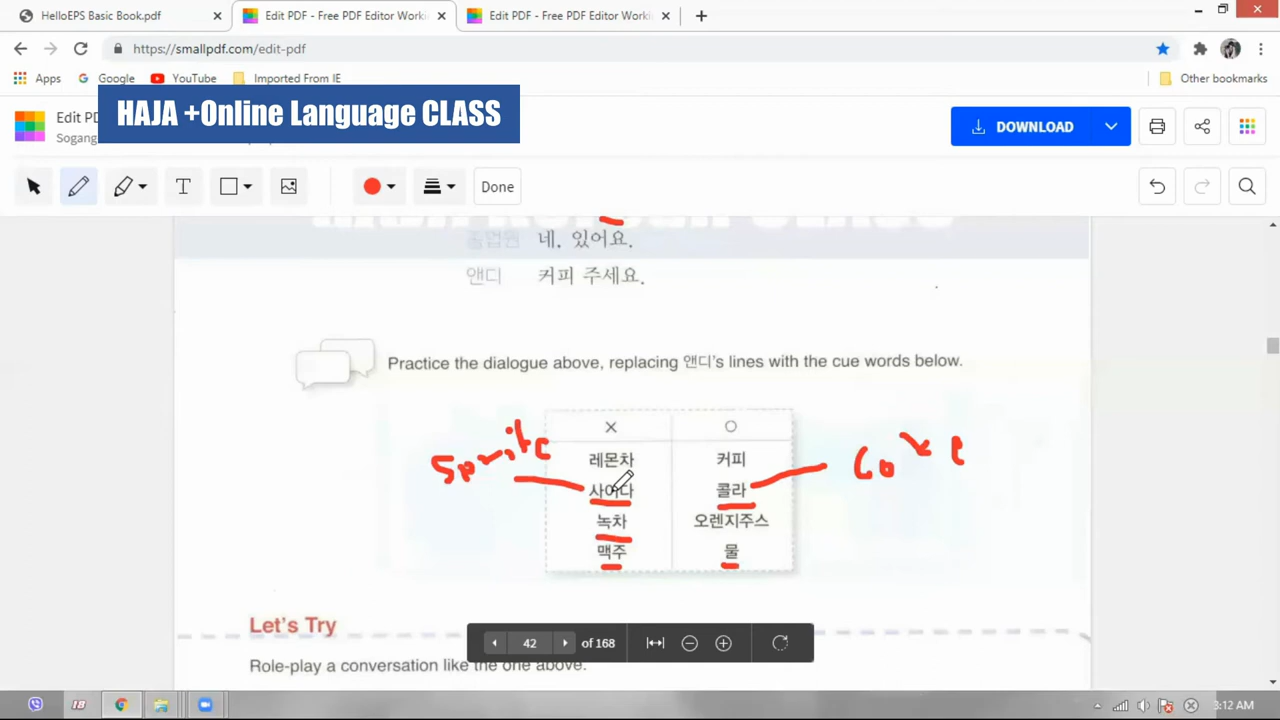 HelloEPS Basic Book.pdf
Edit PDF - Free PDF Editor Worki
Edit PDF - Free PDF Editor Worki
https://smallpdf.com/edit-pdf
Apps
Google
YouTube
Imported From IE
Other bookmarks
HAJA +Online Language CLASS
Edit PD
Sogang
DOWNLOAD
T
Done
네. 있어요.
앤디 커피 주세요.
Practice the dialogue above, replacing 앤디's lines with the cue words below.
× ○
레몬차 커피
Sprite 사이다 콜라 Coke
녹차 오렌지주스
맥주 물
Let's Try
42 of 168
Role-play a conversation like the one above.
18
3:12 AM